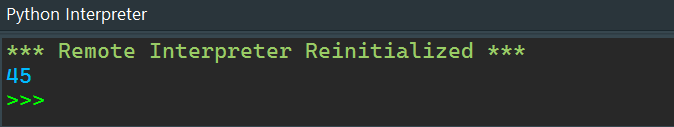 Python Interpreter
*** Remote Interpreter Reinitialized ***
45
>>>